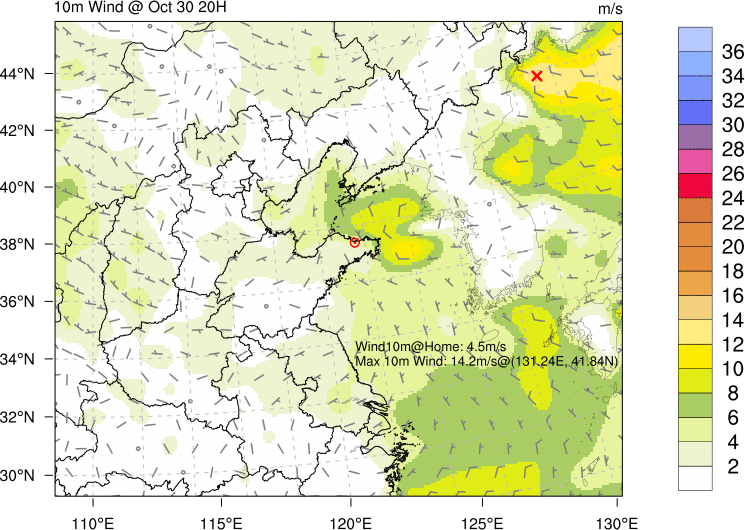 10m Wind @ Oct 30 20H
m/s
44°N
42°N
40°N
38°N
36°N
34°N
32°N
30°N
110°E
115°E
120°E
125°E
130°E
Wind10m@Home: 4.5m/s
Max 10m Wind: 14.2m/s@(131.24E, 41.84N)
36
34
32
30
28
26
24
22
20
18
16
14
12
10
8
6
4
2